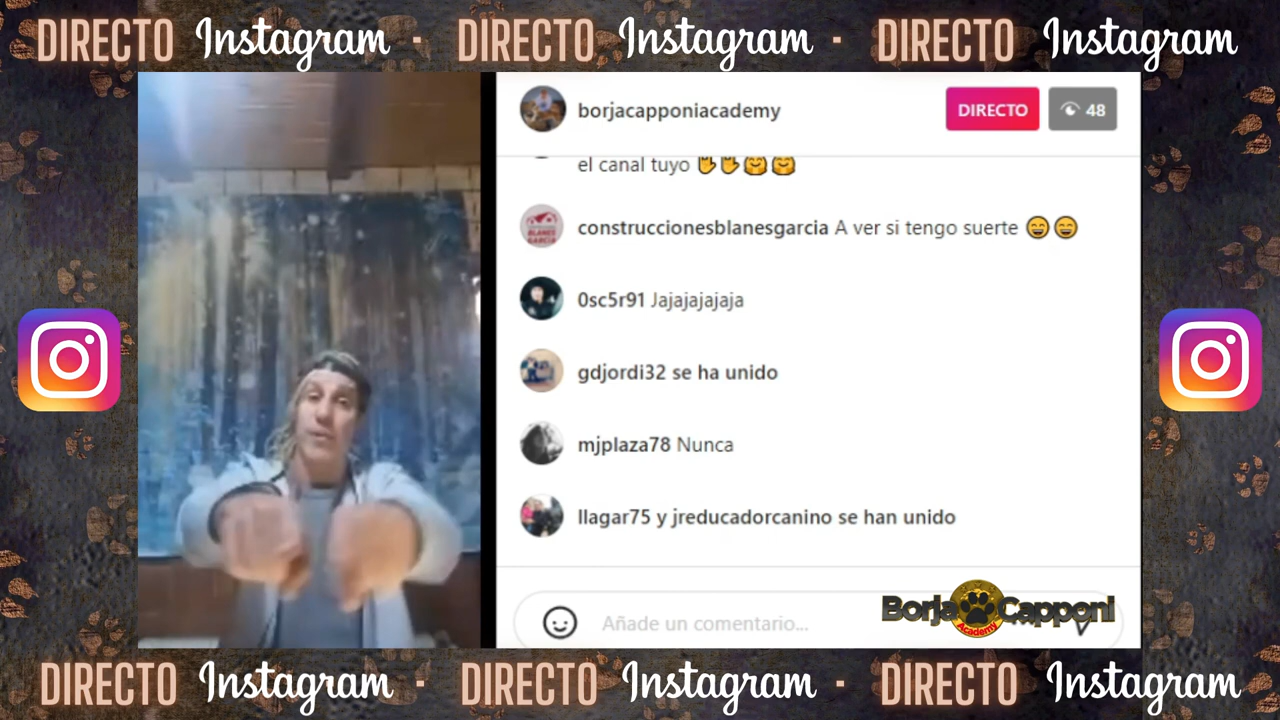 DIRECTO Instagram · DIRECTO Instagram · DIRECTO Instagram
borjacapponiacademy DIRECTO 48
el canal tuyo ✋✋🤗🤗
BLANES GARCIA
construccionesblanesgarcia A ver si tengo suerte 😄😄
0sc5r91 Jajajajajaja
gdjordi32 se ha unido
mjplaza78 Nunca
llagar75 y jreducadorcanino se han unido
Añade un comentario...
Borja Capponi
Academy
DIRECTO Instagram · DIRECTO Instagram · DIRECTO Instagram